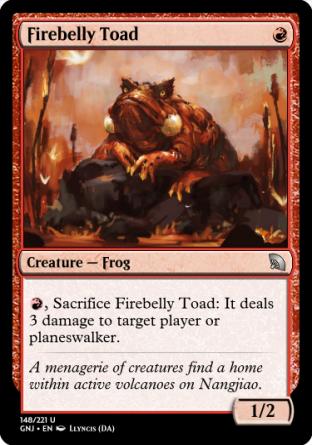 Firebelly Toad
Creature — Frog
, Sacrifice Firebelly Toad: It deals
3 damage to target player or
planeswalker.
A menagerie of creatures find a home
within active volcanoes on Nangjiao.
1/2
148/221 U
GNJ • EN Llyncis (DA)